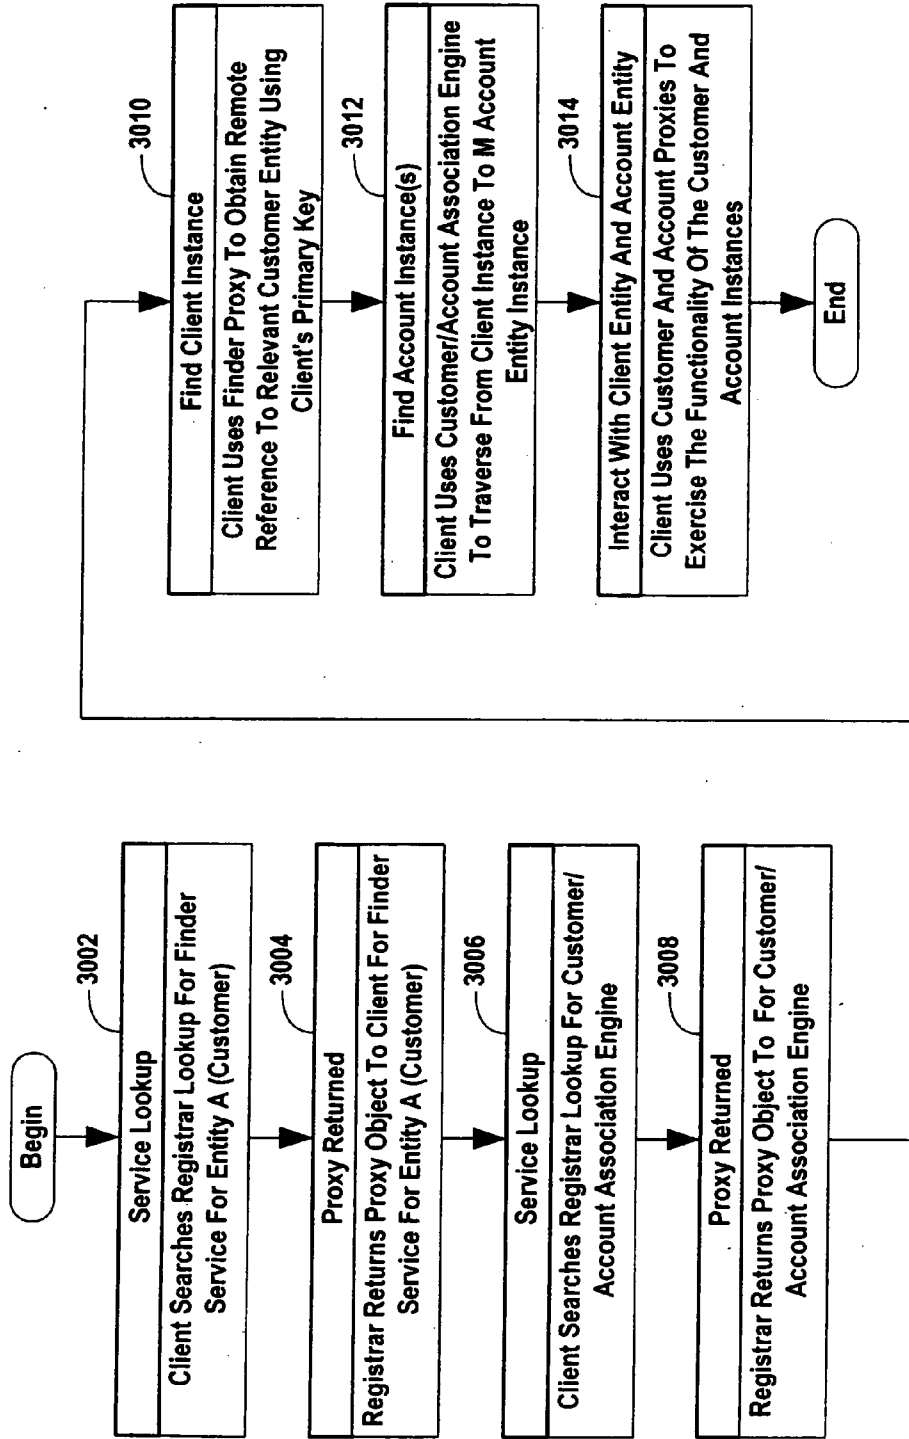 Begin
3002
Service Lookup
Client Searches Registrar Lookup For Finder
Service For Entity A (Customer)
3004
Proxy Returned
Registrar Returns Proxy Object To Client For Finder
Service For Entity A (Customer)
3006
Service Lookup
Client Searches Registrar Lookup For Customer/
Account Association Engine
3008
Proxy Returned
Registrar Returns Proxy Object To For Customer/
Account Association Engine
3010
Find Client Instance
Client Uses Finder Proxy To Obtain Remote
Reference To Relevant Customer Entity Using
Client's Primary Key
3012
Find Account Instance(s)
Client Uses Customer/Account Association Engine
To Traverse From Client Instance To M Account
Entity Instance
3014
Interact With Client Entity And Account Entity
Client Uses Customer And Account Proxies To
Exercise The Functionality Of The Customer And
Account Instances
End